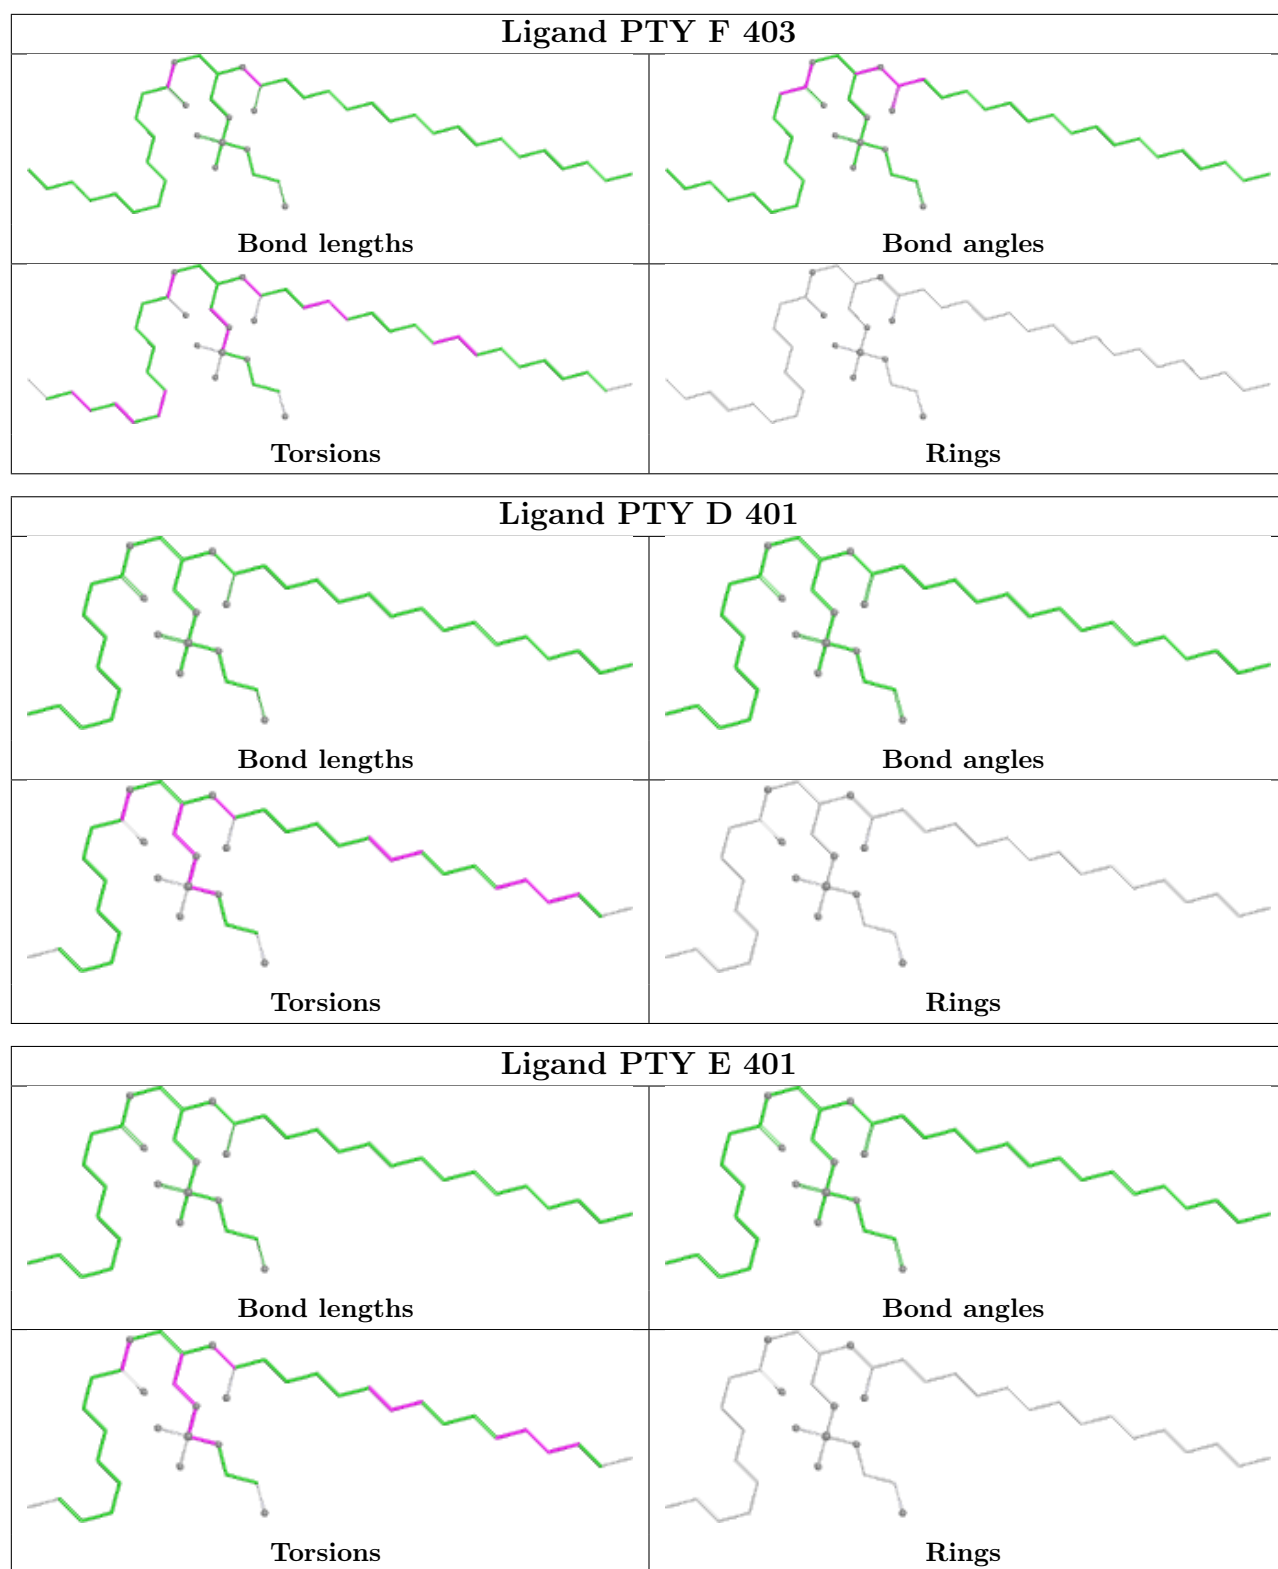 Ligand PTY F 403
Bond lengths
Bond angles
Torsions
Rings
Ligand PTY D 401
Bond lengths
Bond angles
Torsions
Rings
Ligand PTY E 401
Bond lengths
Bond angles
Torsions
Rings